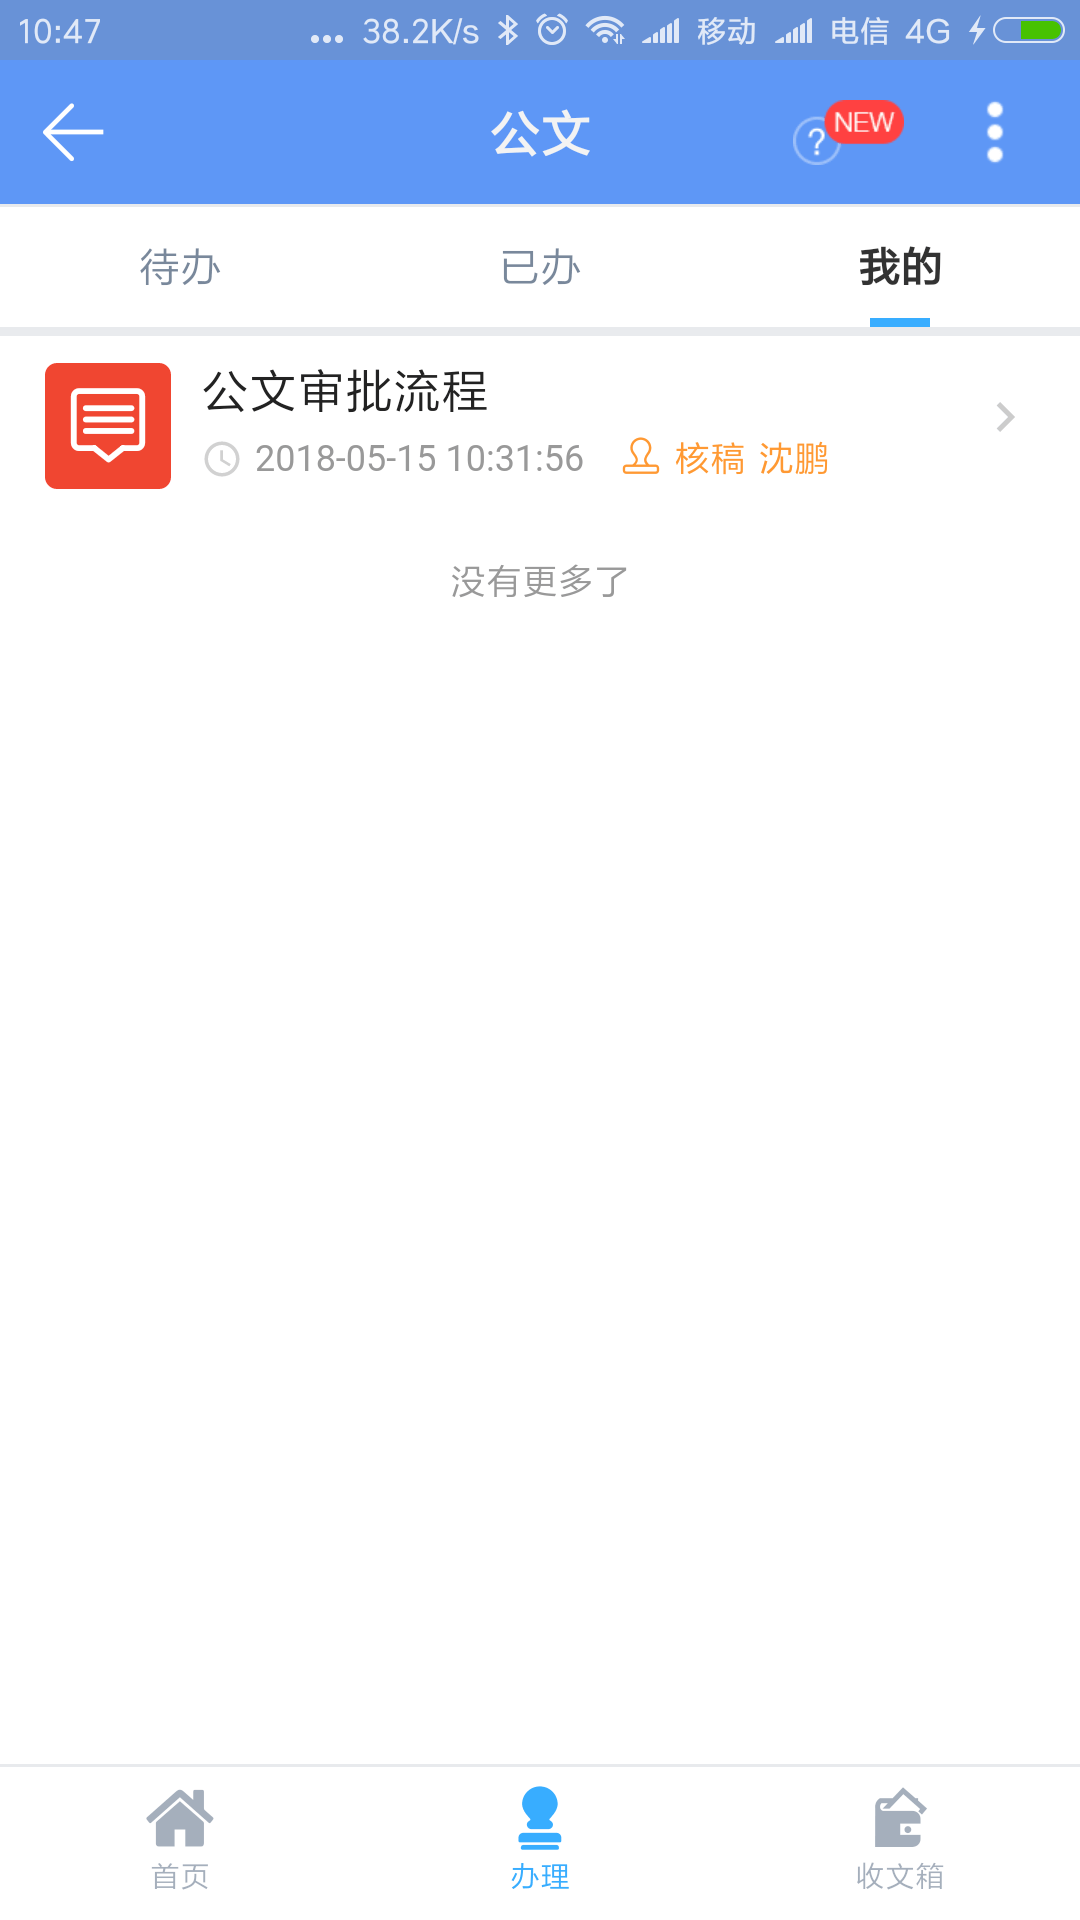 10:47 ... 38.2K/s 移动 电信 4G
公文 ? NEW
待办 已办 我的
公文审批流程
2018-05-15 10:31:56 核稿 沈鹏
没有更多了
首页 办理 收文箱